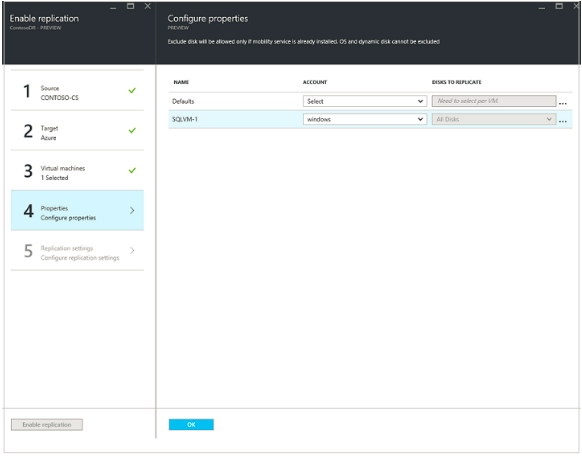 Enable replication
ContosoDR - PREVIEW
1
Source
CONTOSO-CS
2
Target
Azure
3
Virtual machines
1 Selected
4
Properties
Configure properties
5
Replication settings
Configure replication settings
Enable replication
Configure properties
PREVIEW
Exclude disk will be allowed only if mobility service is already installed. OS and dynamic disk cannot be excluded
NAME ACCOUNT DISKS TO REPLICATE
Defaults Select Need to select per VM. ...
SQLVM-1 windows All Disks ...
OK